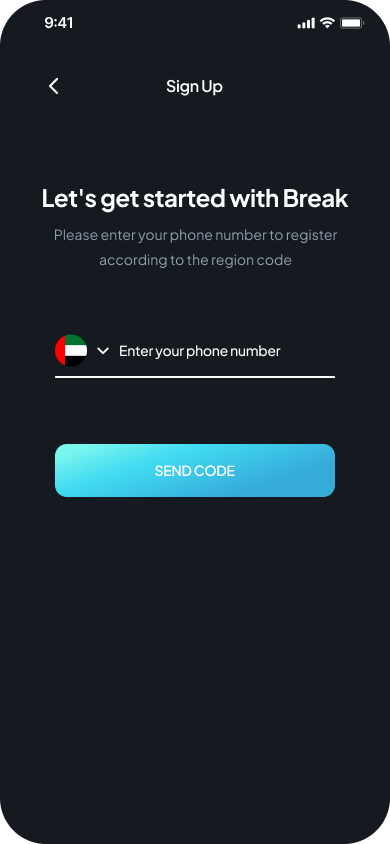 9:41
Sign Up
Let's get started with Break
Please enter your phone number to register
according to the region code
Enter your phone number
SEND CODE